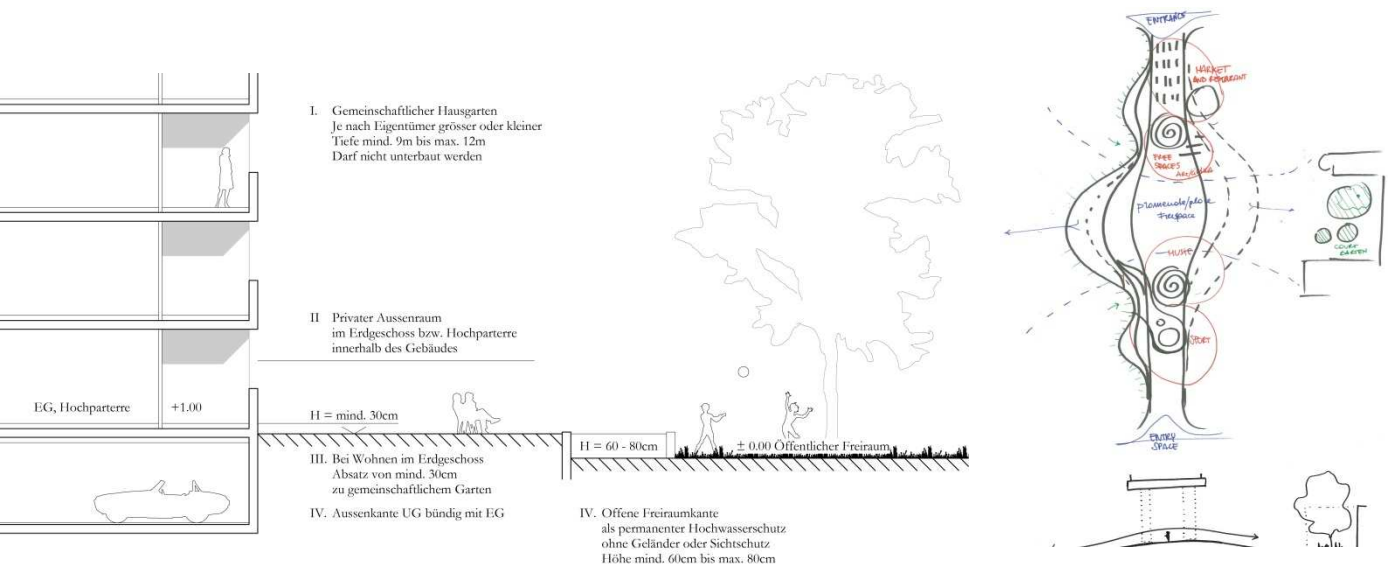 I. Gemeinschaftlicher Hausgarten
Je nach Eigentümer grösser oder kleiner
Tiefe mind. 9m bis max. 12m
Darf nicht unterbaut werden
II Privater Aussenraum
im Erdgeschoss bzw. Hochparterre
innerhalb des Gebäudes
EG, Hochparterre +1.00
H = mind. 30cm
H = 60 - 80cm
± 0.00 Öffentlicher Freiraum
III. Bei Wohnen im Erdgeschoss
Absatz von mind. 30cm
zu gemeinschaftlichem Garten
IV. Aussenkante UG bündig mit EG
IV. Offene Freiraumkante
als permanenter Hochwasserschutz
ohne Geländer oder Sichtschutz
Höhe mind. 60cm bis max. 80cm
ENTRANCE
MARKET
AND
FREE
SPACES
promenade/
Freespace
COURT
GARTEN
SPORT
ENTRY
SPACE